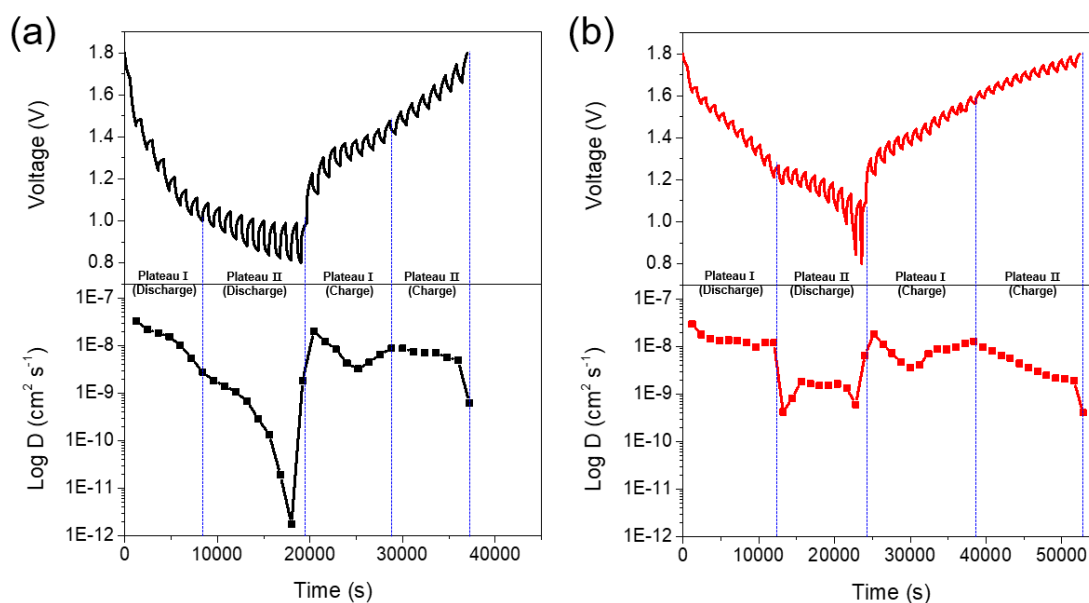 (a)
1.8
1.6
1.4
1.2
1.0
0.8
Voltage (V)
Plateau I
(Discharge)
Plateau II
(Discharge)
Plateau I
(Charge)
Plateau II
(Charge)
1E-7
1E-8
1E-9
1E-10
1E-11
1E-12
Log D (cm² s⁻¹)
0 10000 20000 30000 40000
Time (s)
(b)
1.8
1.6
1.4
1.2
1.0
0.8
Voltage (V)
Plateau I
(Discharge)
Plateau II
(Discharge)
Plateau I
(Charge)
Plateau II
(Charge)
1E-7
1E-8
1E-9
1E-10
1E-11
1E-12
Log D (cm² s⁻¹)
0 10000 20000 30000 40000 50000
Time (s)